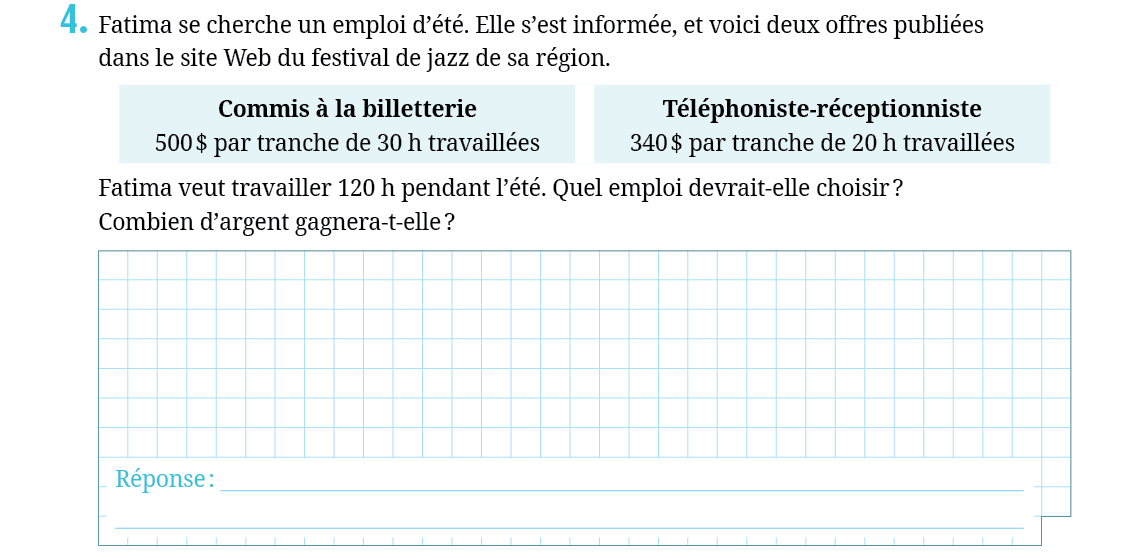 4. Fatima se cherche un emploi d’été. Elle s’est informée, et voici deux offres publiées
dans le site Web du festival de jazz de sa région.
Commis à la billetterie
500 $ par tranche de 30 h travaillées
Téléphoniste-réceptionniste
340 $ par tranche de 20 h travaillées
Fatima veut travailler 120 h pendant l’été. Quel emploi devrait-elle choisir ?
Combien d’argent gagnera-t-elle ?
Réponse :